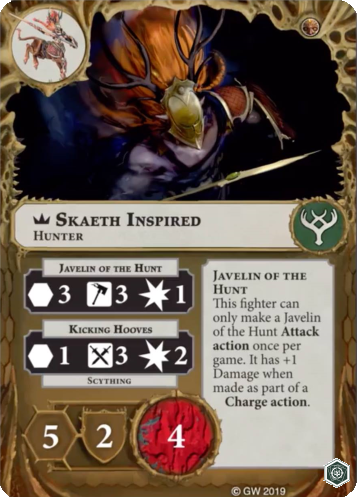 Skaeth Inspired
Hunter
Javelin of the Hunt
3 3 1
Kicking Hooves
1 3 2
Scything
Javelin of the
Hunt
This fighter can
only make a Javelin
of the Hunt Attack
action once per
game. It has +1
Damage when
made as part of a
Charge action.
5 2 4
© GW 2019